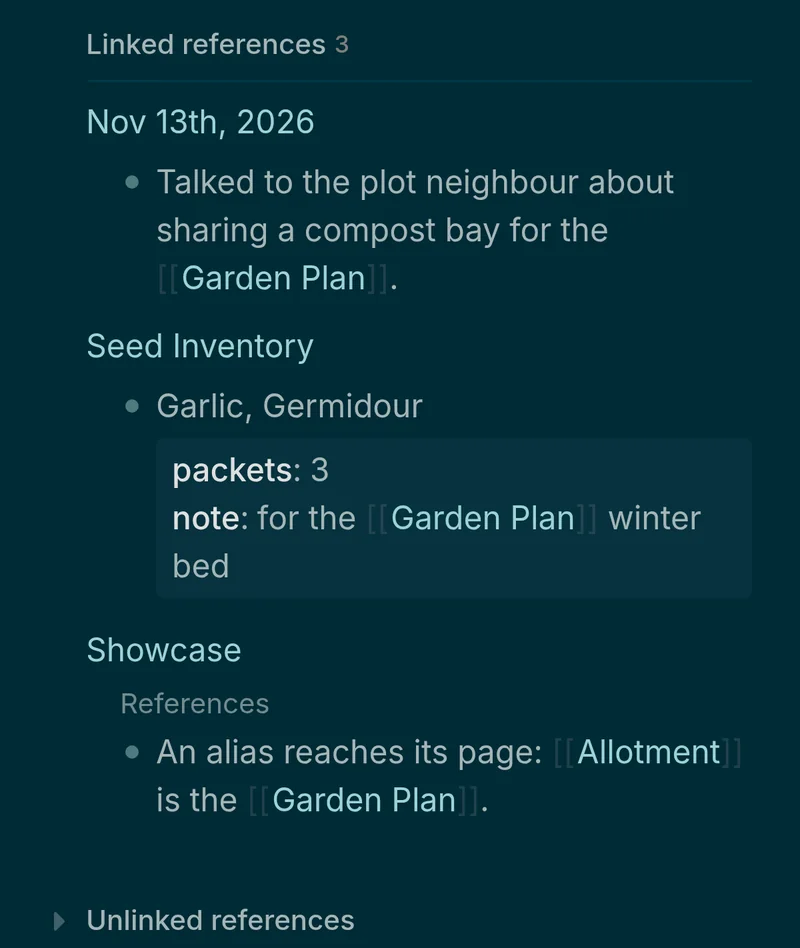 Linked references 3
Nov 13th, 2026
Talked to the plot neighbour about
sharing a compost bay for the
[[Garden Plan]].
Seed Inventory
Garlic, Germidour
packets: 3
note: for the [[Garden Plan]] winter
bed
Showcase
References
An alias reaches its page: [[Allotment]]
is the [[Garden Plan]].
Unlinked references